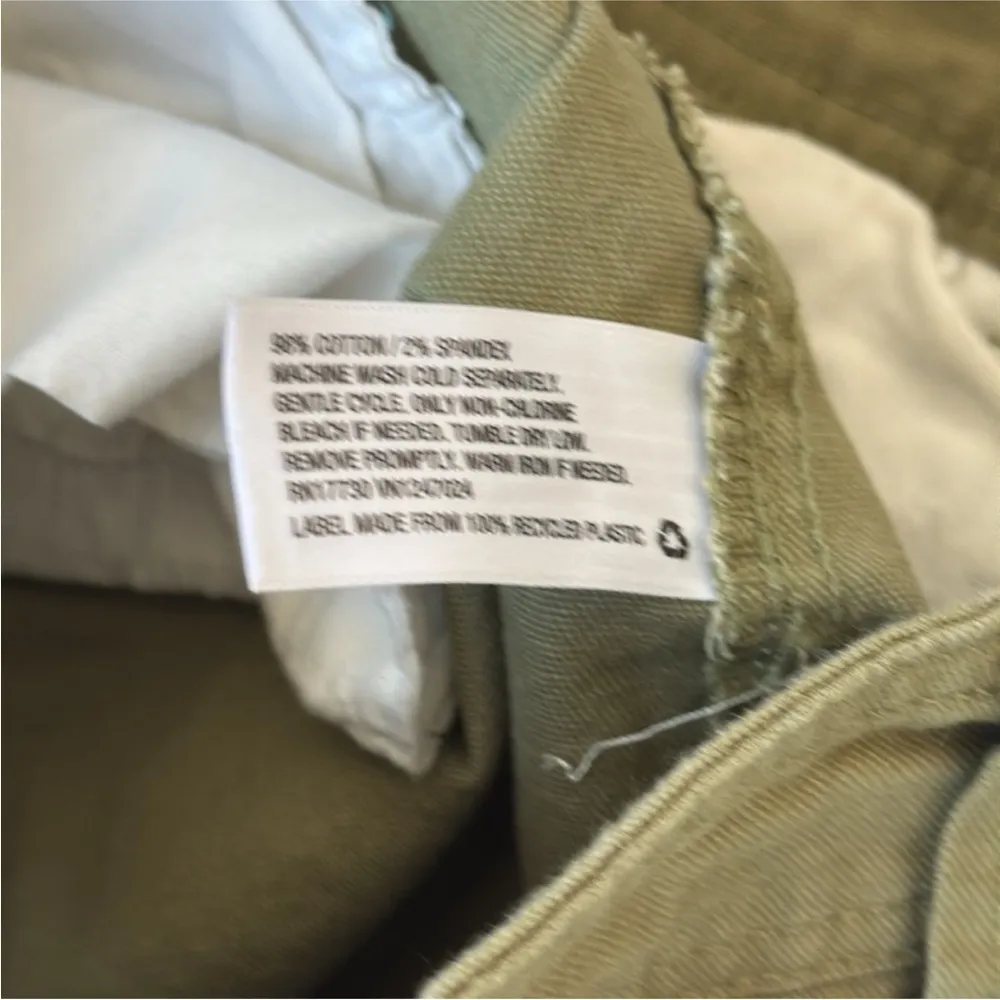 98% COTTON / 2% SPANDEX
MACHINE WASH COLD SEPARATELY,
GENTLE CYCLE. ONLY NON-CHLORINE
BLEACH IF NEEDED. TUMBLE DRY LOW.
REMOVE PROMPTLY. WARM IRON IF NEEDED.
RN17730 VN1247024
LABEL MADE FROM 100% RECYCLED PLASTIC